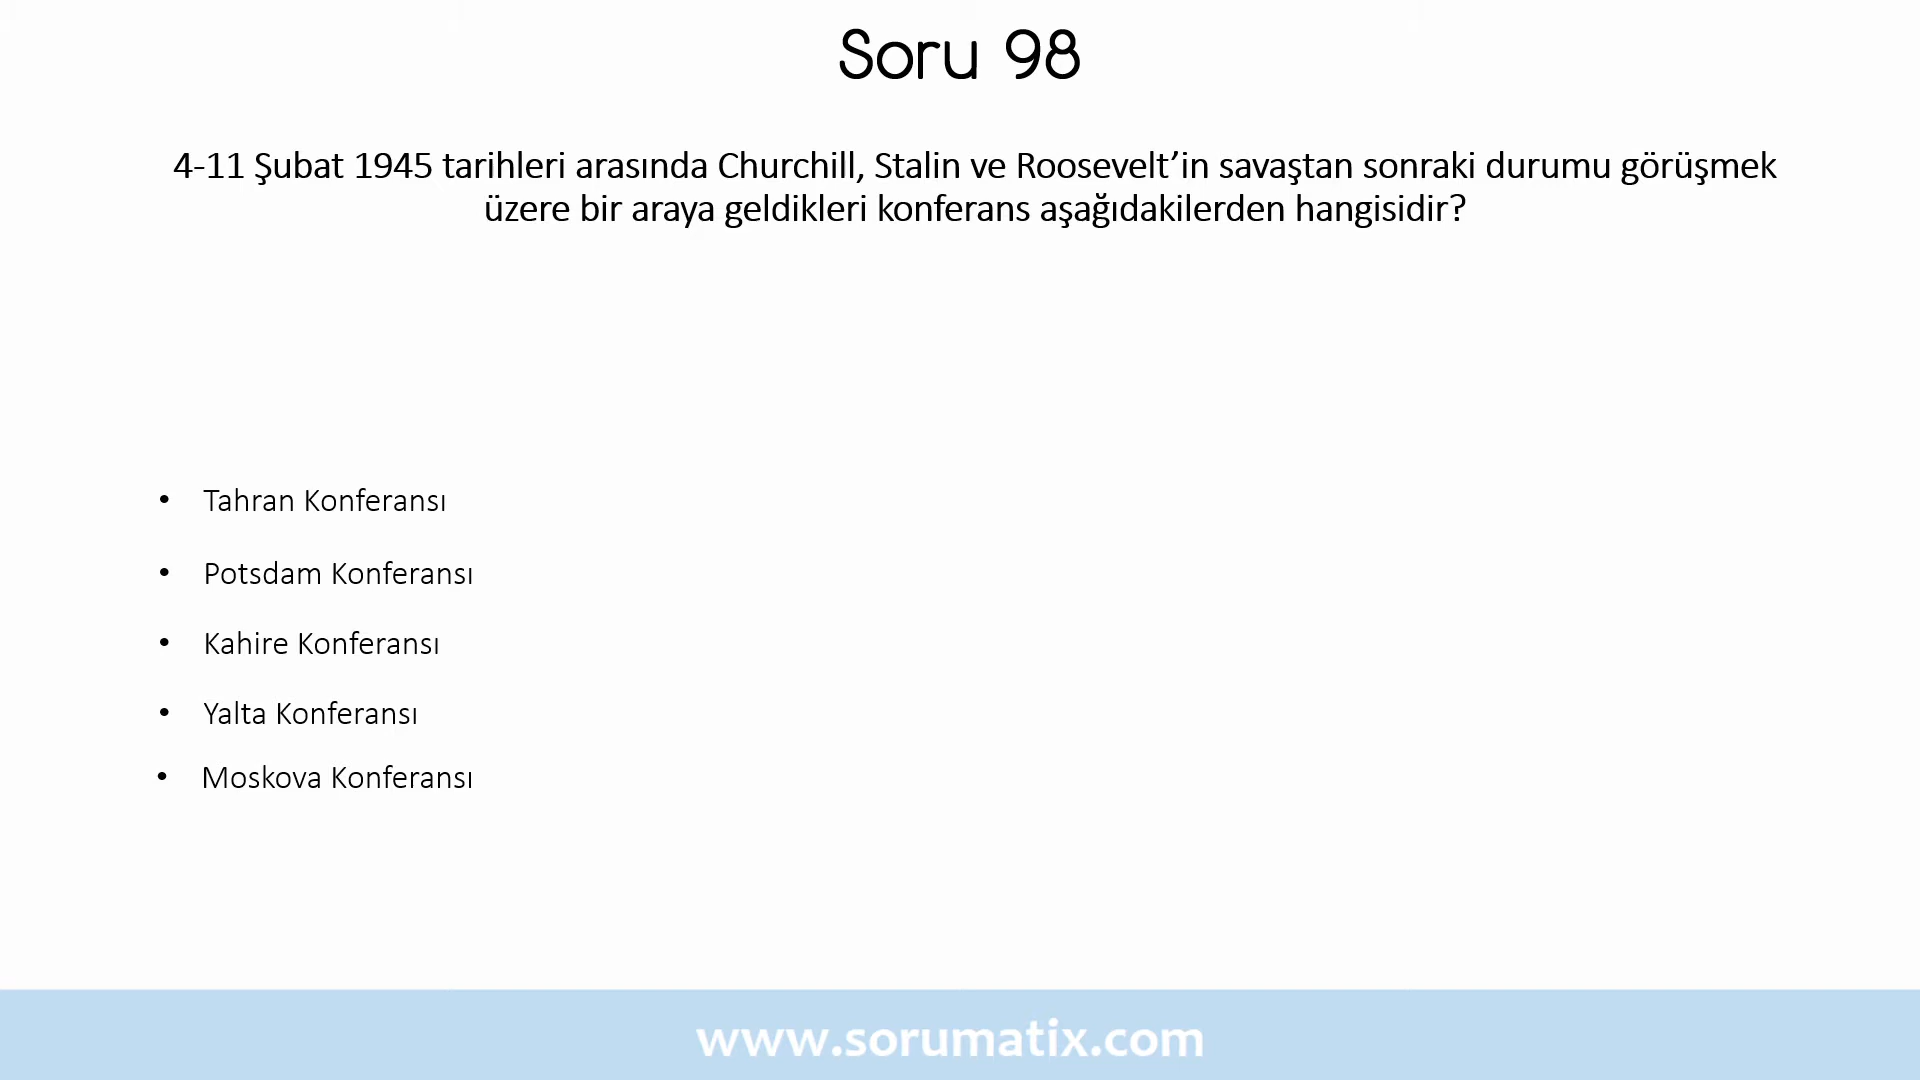 Soru 98
4-11 Şubat 1945 tarihleri arasında Churchill, Stalin ve Roosevelt’in savaştan sonraki durumu görüşmek
üzere bir araya geldikleri konferans aşağıdakilerden hangisidir?
• Tahran Konferansı
• Potsdam Konferansı
• Kahire Konferansı
• Yalta Konferansı
• Moskova Konferansı
www.sorumatix.com